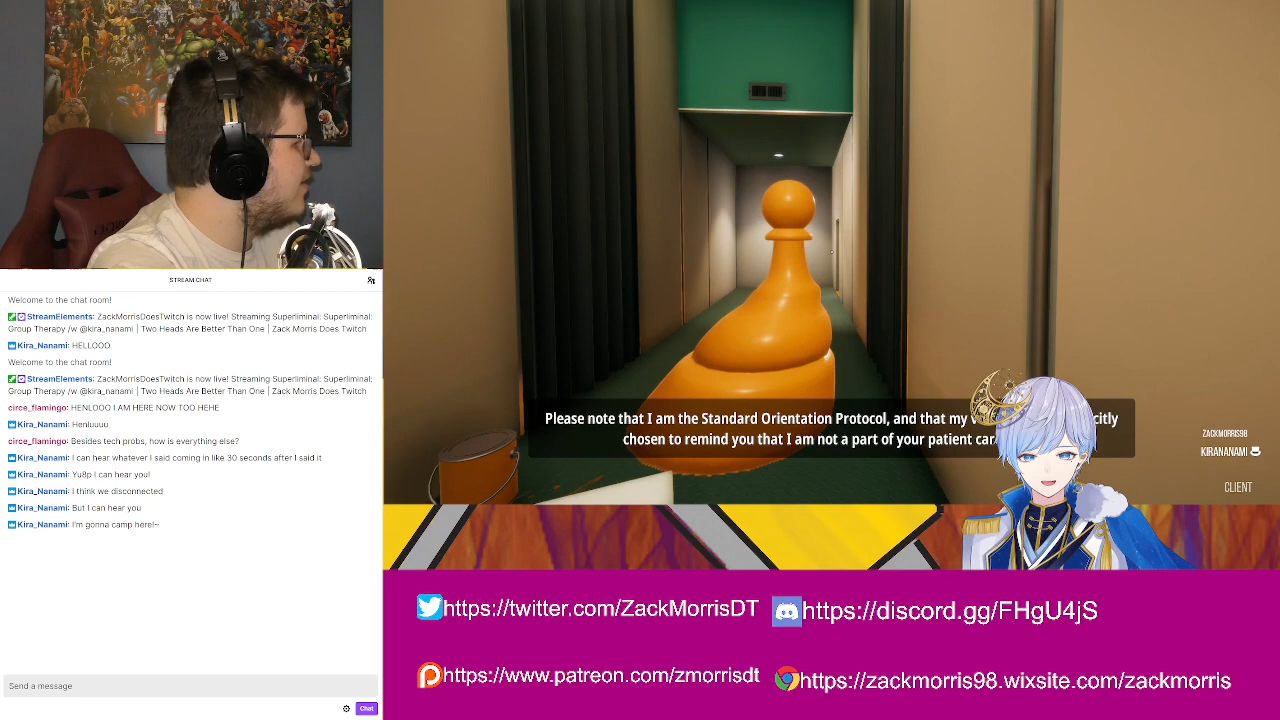 STREAM CHAT
Welcome to the chat room!
StreamElements: ZackMorrisDoesTwitch is now live! Streaming Superliminal: Superliminal:
Group Therapy /w @kira_nanami | Two Heads Are Better Than One | Zack Morris Does Twitch
Kira_Nanami: HELLOOO
Welcome to the chat room!
StreamElements: ZackMorrisDoesTwitch is now live! Streaming Superliminal: Superliminal:
Group Therapy /w @kira_nanami | Two Heads Are Better Than One | Zack Morris Does Twitch
circe_flamingo: HENLOOO I AM HERE NOW TOO HEHE
Kira_Nanami: Henluuuu
circe_flamingo: Besides tech probs, how is everything else?
Kira_Nanami: I can hear whatever I said coming in like 30 seconds after I said it
Kira_Nanami: Yu8p I can hear you!
Kira_Nanami: I think we disconnected
Kira_Nanami: But I can hear you
Kira_Nanami: I'm gonna camp here!~
Send a message
Chat
Please note that I am the Standard Orientation Protocol, and that my
chosen to remind you that I am not a part of your patient
ZACKMORRIS98
KIRANANAMI
CLIENT
https://twitter.com/ZackMorrisDT
https://discord.gg/FHgU4jS
https://www.patreon.com/zmorrisdt
https://zackmorris98.wixsite.com/zackmorris